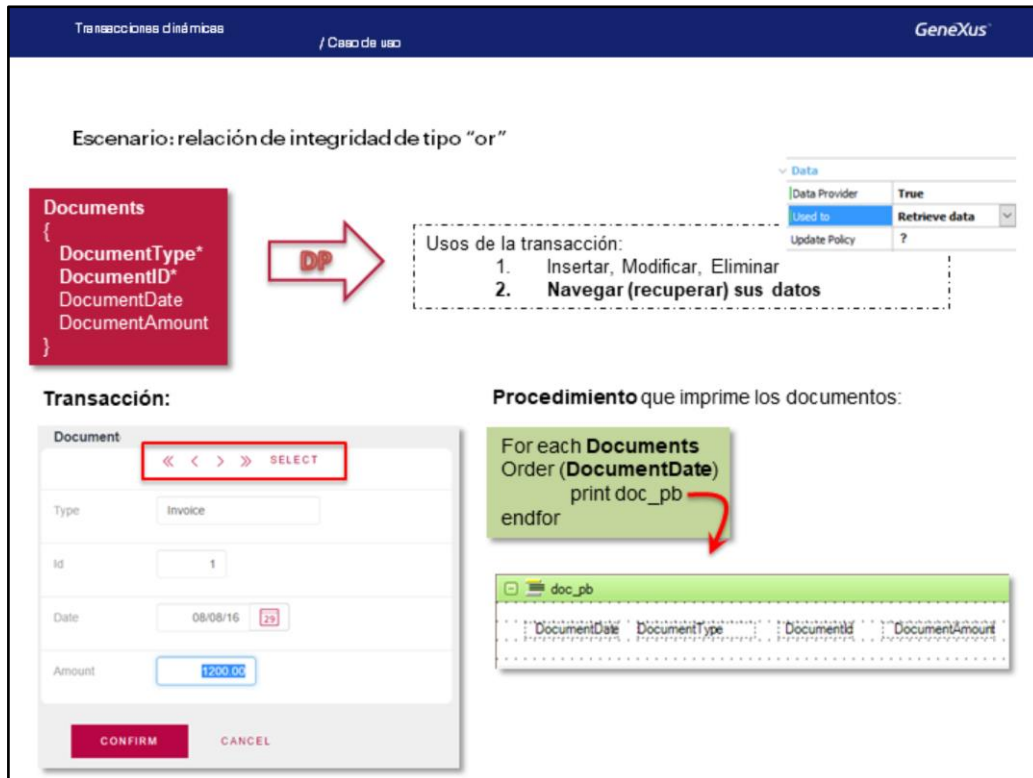 Transacciones dinámicas
/ Caso de uso
GeneXus
Escenario: relación de integridad de tipo “or”
Data
Data Provider True
Used to Retrieve data
Update Policy ?
Documents
{
DocumentType*
DocumentID*
DocumentDate
DocumentAmount
}
DP
Usos de la transacción:
1. Insertar, Modificar, Eliminar
2. Navegar (recuperar) sus datos
Transacción:
Document
« < > » SELECT
Type Invoice
Id 1
Date 08/08/16 29
Amount 1200.00
CONFIRM CANCEL
Procedimiento que imprime los documentos:
For each Documents
Order (DocumentDate)
print doc_pb
endfor
doc_pb
DocumentDate DocumentType DocumentId DocumentAmount